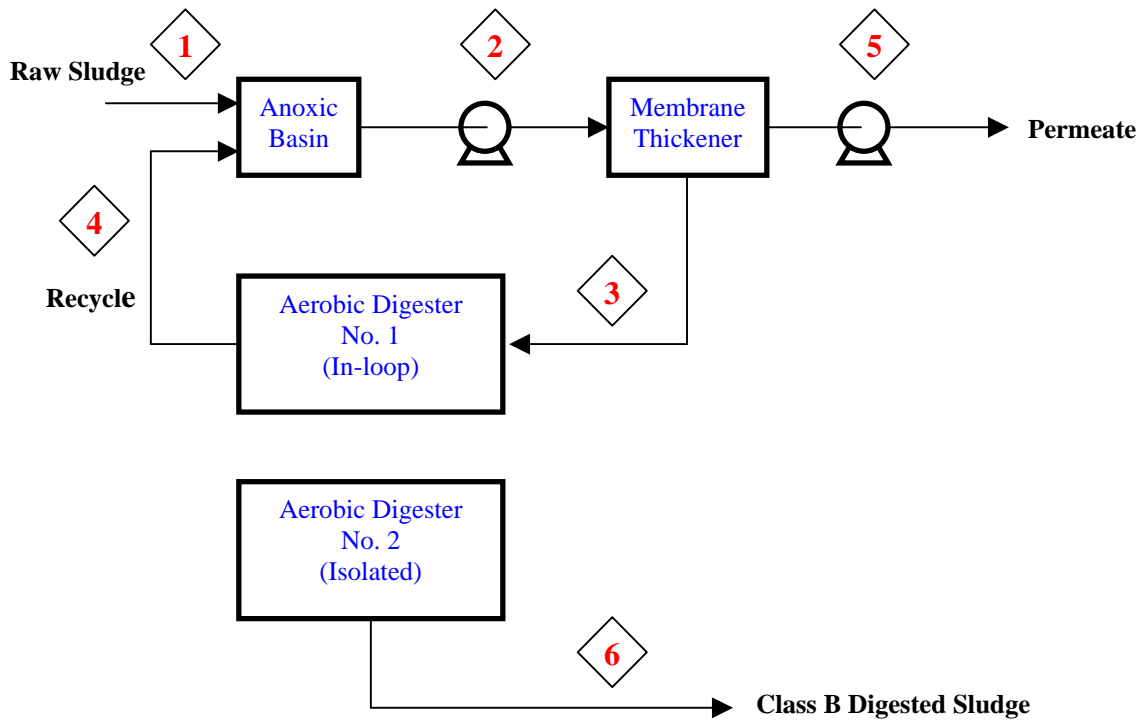 1
2
5
Raw Sludge
Anoxic
Basin
Membrane
Thickener
Permeate
4
Recycle
3
Aerobic Digester
No. 1
(In-loop)
Aerobic Digester
No. 2
(Isolated)
6
Class B Digested Sludge